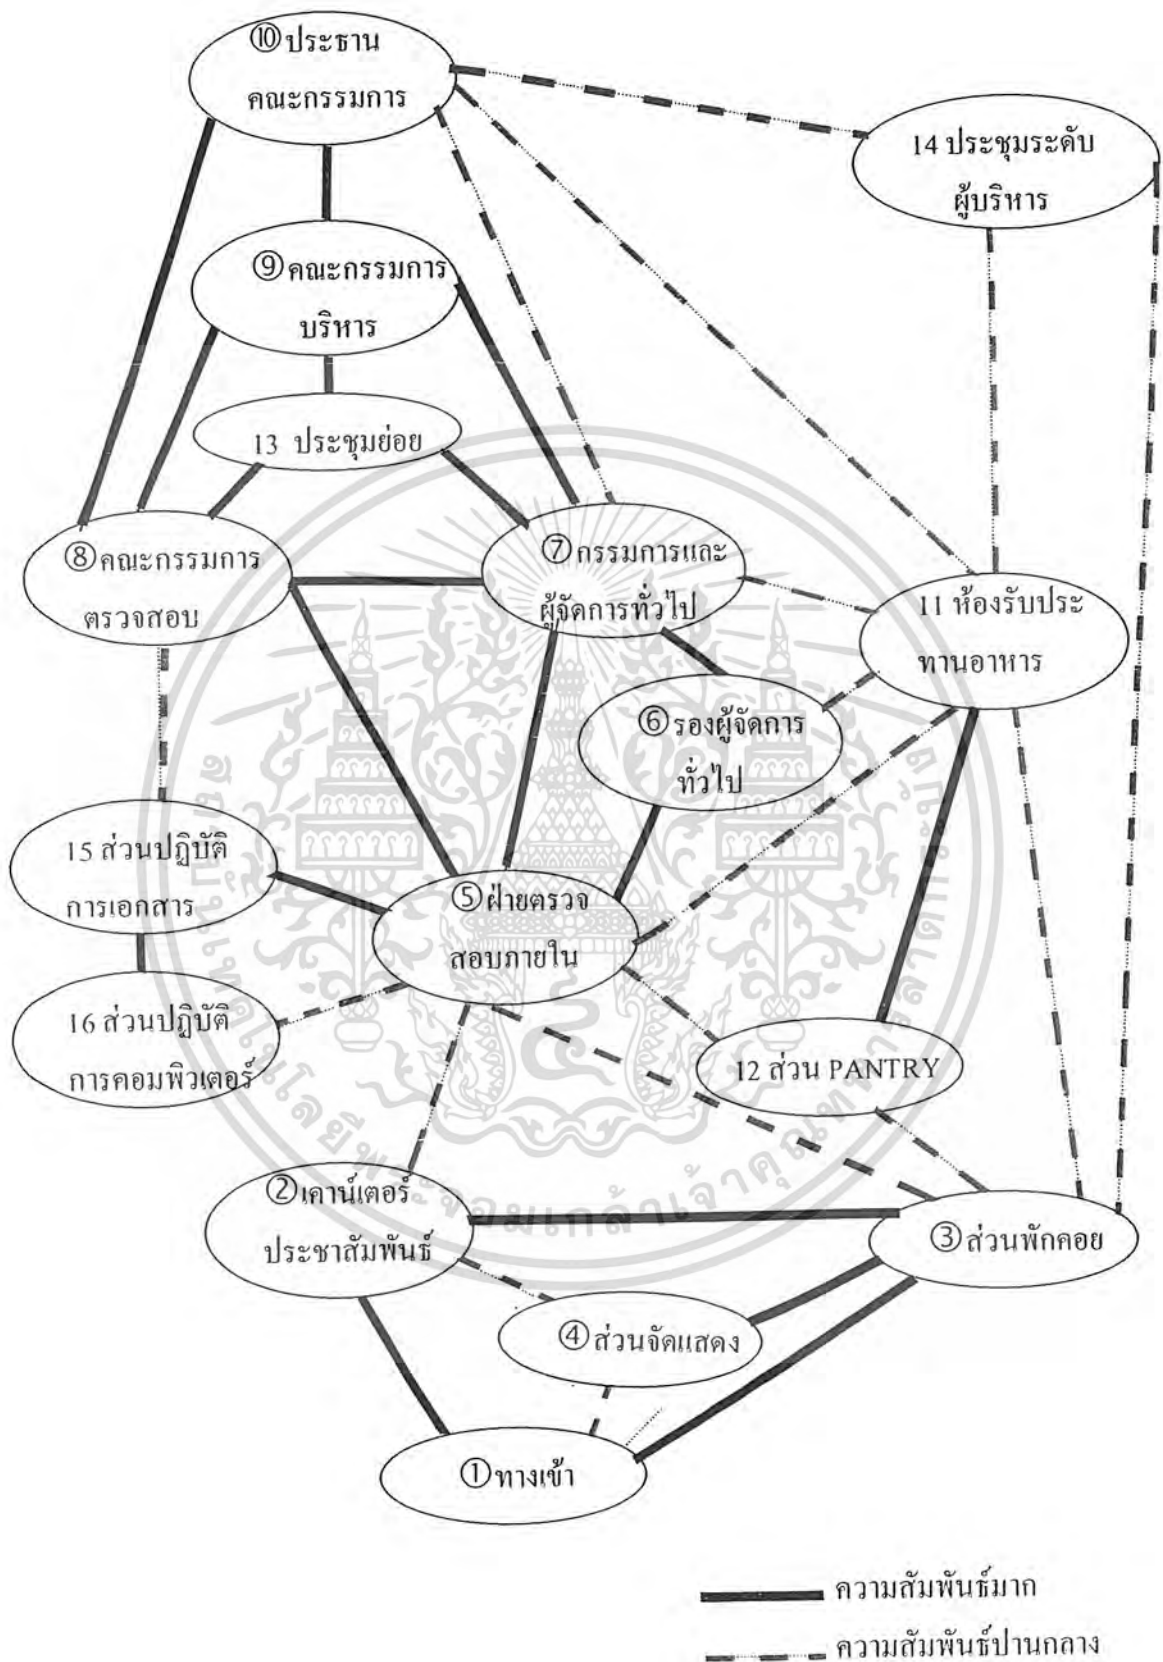 ⑩ประธาน
คณะกรรมการ
14 ประชุมระดับ
ผู้บริหาร
⑨คณะกรรมการ
บริหาร
13 ประชุมย่อย
⑧คณะกรรมการ
ตรวจสอบ
⑦กรรมการและ
ผู้จัดการทั่วไป
11 ห้องรับประ
ทานอาหาร
⑥รองผู้จัดการ
ทั่วไป
15 ส่วนปฏิบัติ
การเอกสาร
⑤ฝ่ายตรวจ
สอบภายใน
16 ส่วนปฏิบัติ
การคอมพิวเตอร์
12 ส่วน PANTRY
②เคาน์เตอร์
ประชาสัมพันธ์
③ส่วนพักคอย
④ส่วนจัดแสดง
①ทางเข้า
ความสัมพันธ์มาก
ความสัมพันธ์ปานกลาง